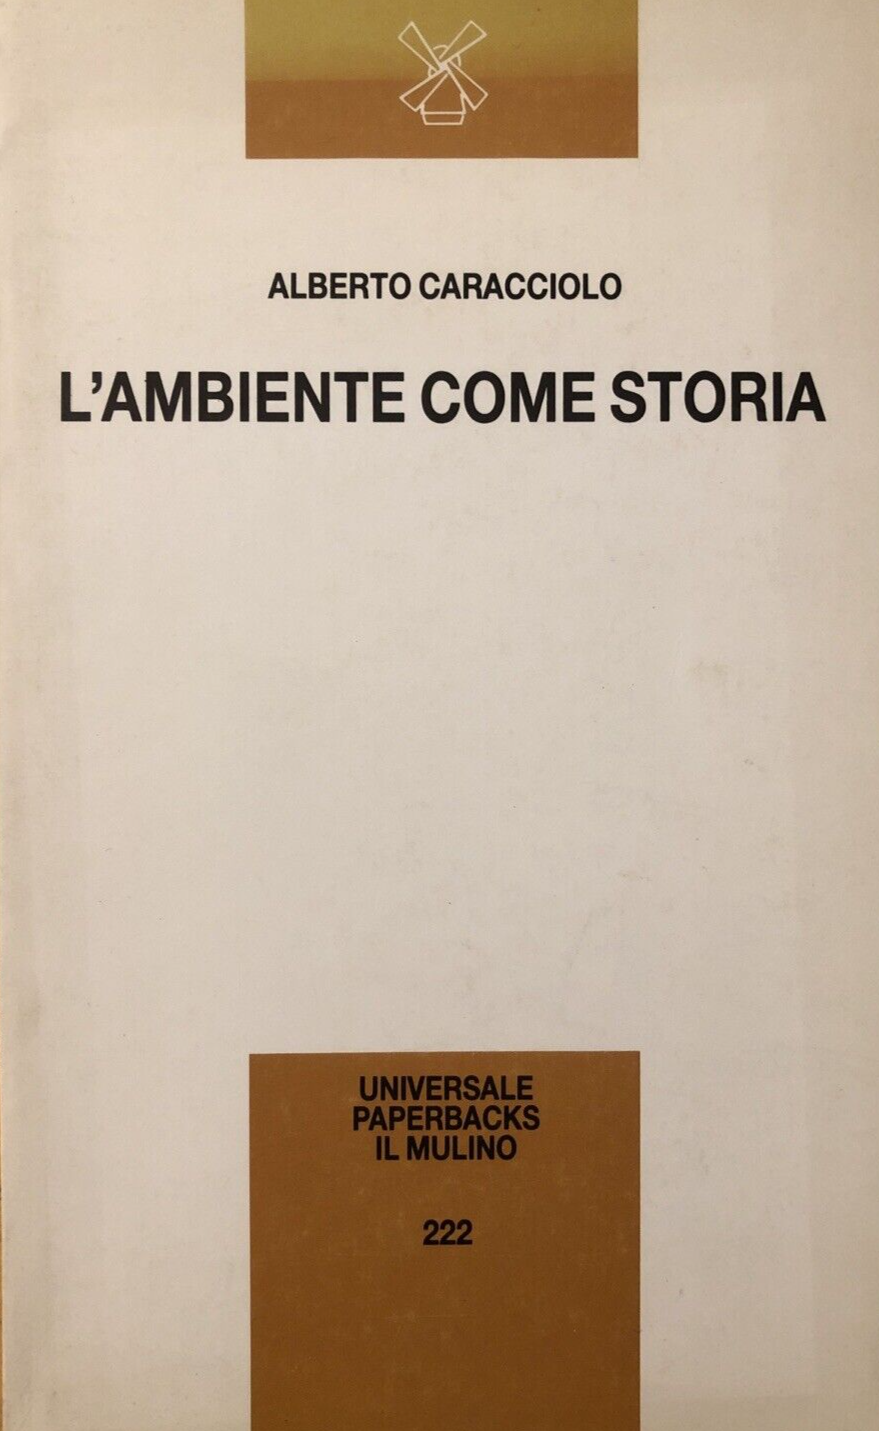 ALBERTO CARACCIOLO
L'AMBIENTE COME STORIA
UNIVERSALE
PAPERBACKS
IL MULINO
222